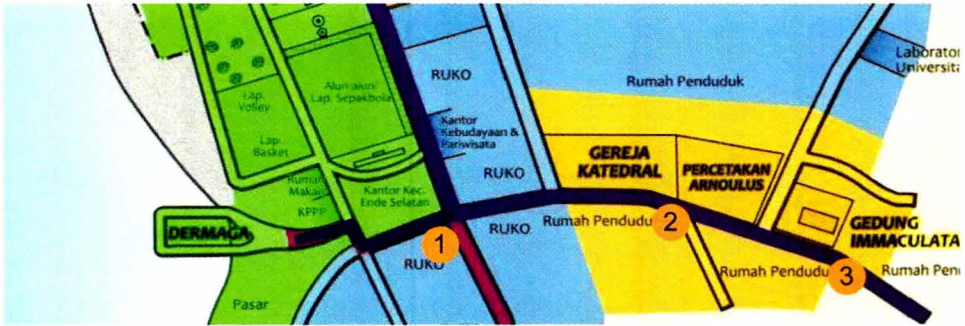 RUKO
Rumah Penduduk
Laborato
Universit
Lap.
Volley
Alun alun/
Lap. Sepakbola
Kantor
Kebudayaan &
Pariwisata
Lap.
Basket
GEREJA
KATEDRAL
PERCETAKAN
ARNOULUS
RUKO
Rumah
Makan
KPPP
Kantor Kec.
Ende Selatan
DERMAGA
RUKO
Rumah Pendudu
GEDUNG
IMMACULATA
1
2
3
RUKO
Rumah Pendudu
Rumah Pen
Pasar